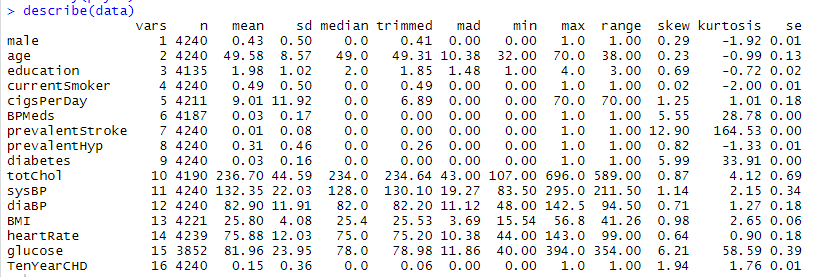 > describe(data)
vars n mean sd median trimmed mad min max range skew kurtosis se
male 1 4240 0.43 0.50 0.0 0.41 0.00 0.00 1.0 1.00 0.29 -1.92 0.01
age 2 4240 49.58 8.57 49.0 49.31 10.38 32.00 70.0 38.00 0.23 -0.99 0.13
education 3 4135 1.98 1.02 2.0 1.85 1.48 1.00 4.0 3.00 0.69 -0.72 0.02
currentSmoker 4 4240 0.49 0.50 0.0 0.49 0.00 0.00 1.0 1.00 0.02 -2.00 0.01
cigsPerDay 5 4211 9.01 11.92 0.0 6.89 0.00 0.00 70.0 70.00 1.25 1.01 0.18
BPMeds 6 4187 0.03 0.17 0.0 0.00 0.00 0.00 1.0 1.00 5.55 28.78 0.00
prevalentStroke 7 4240 0.01 0.08 0.0 0.00 0.00 0.00 1.0 1.00 12.90 164.53 0.00
prevalentHyp 8 4240 0.31 0.46 0.0 0.26 0.00 0.00 1.0 1.00 0.82 -1.33 0.01
diabetes 9 4240 0.03 0.16 0.0 0.00 0.00 0.00 1.0 1.00 5.99 33.91 0.00
totChol 10 4190 236.70 44.59 234.0 234.64 43.00 107.00 696.0 589.00 0.87 4.12 0.69
sysBP 11 4240 132.35 22.03 128.0 130.10 19.27 83.50 295.0 211.50 1.14 2.15 0.34
diaBP 12 4240 82.90 11.91 82.0 82.20 11.12 48.00 142.5 94.50 0.71 1.27 0.18
BMI 13 4221 25.80 4.08 25.4 25.53 3.69 15.54 56.8 41.26 0.98 2.65 0.06
heartRate 14 4239 75.88 12.03 75.0 75.20 10.38 44.00 143.0 99.00 0.64 0.90 0.18
glucose 15 3852 81.96 23.95 78.0 78.98 11.86 40.00 394.0 354.00 6.21 58.59 0.39
TenYearCHD 16 4240 0.15 0.36 0.0 0.06 0.00 0.00 1.0 1.00 1.94 1.76 0.01